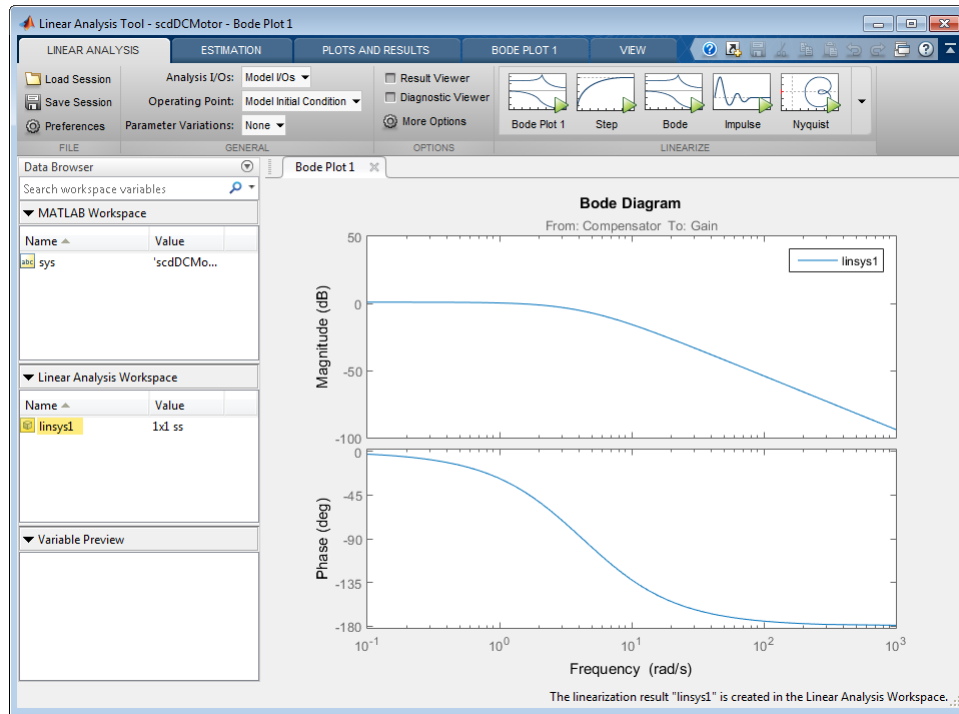 Linear Analysis Tool - scdDCMotor - Bode Plot 1
LINEAR ANALYSIS ESTIMATION PLOTS AND RESULTS BODE PLOT 1 VIEW
Load Session
Save Session
Preferences
FILE
Analysis I/Os: Model I/Os
Operating Point: Model Initial Condition
Parameter Variations: None
GENERAL
Result Viewer
Diagnostic Viewer
More Options
OPTIONS
Bode Plot 1 Step Bode Impulse Nyquist
LINEARIZE
Data Browser
Search workspace variables
MATLAB Workspace
Name Value
abc sys 'scdDCMo...
Linear Analysis Workspace
Name Value
linsys1 1x1 ss
Variable Preview
Bode Plot 1
Bode Diagram
From: Compensator To: Gain
linsys1
Magnitude (dB)
50
0
-50
-100
Phase (deg)
0
-45
-90
-135
-180
10^-1 10^0 10^1 10^2 10^3
Frequency (rad/s)
The linearization result "linsys1" is created in the Linear Analysis Workspace.